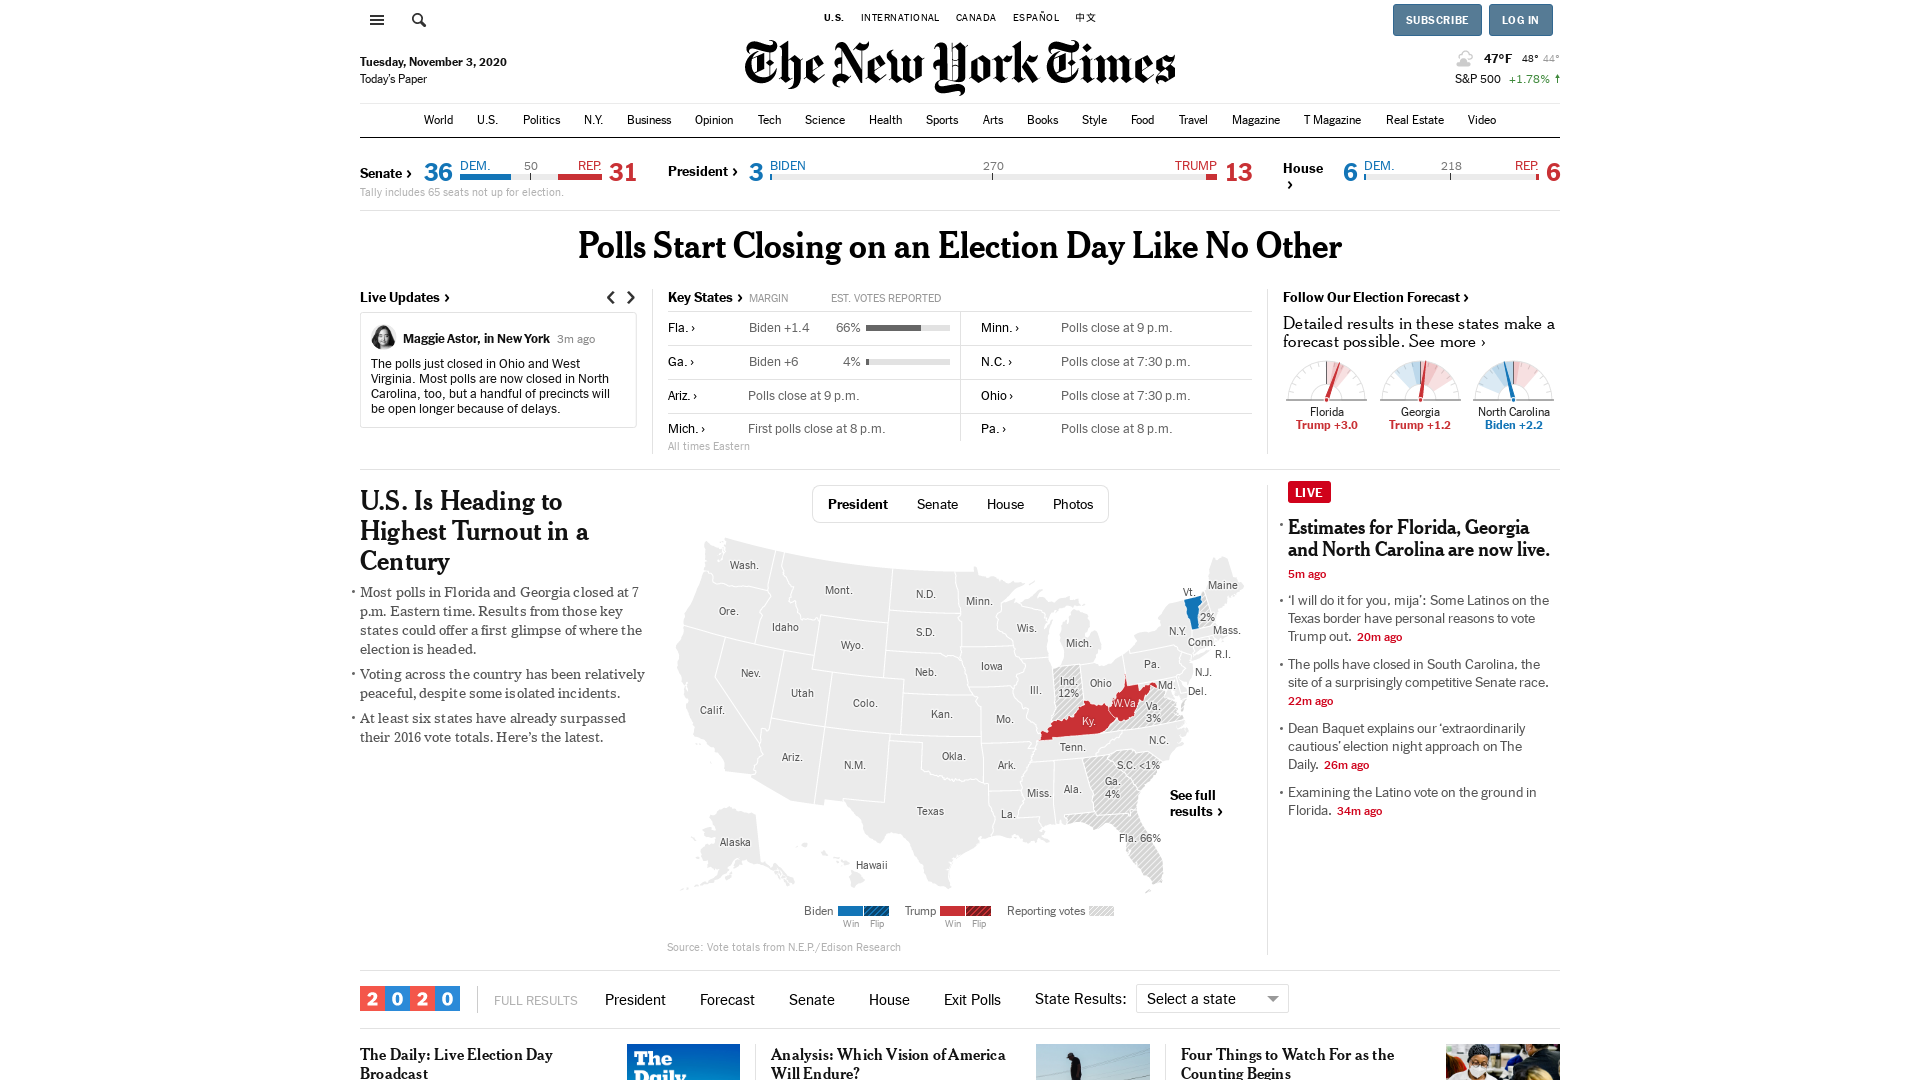 U.S. INTERNATIONAL CANADA ESPAÑOL 中文
SUBSCRIBE LOG IN
Tuesday, November 3, 2020
Today’s Paper
The New York Times
47°F 48° 44°
S&P 500 +1.78% ↑
World U.S. Politics N.Y. Business Opinion Tech Science Health Sports Arts Books Style Food Travel Magazine T Magazine Real Estate Video
Senate › 36 DEM. 50 REP. 31
Tally includes 65 seats not up for election.
President › 3 BIDEN 270 TRUMP 13
House › 6 DEM. 218 REP. 6
Polls Start Closing on an Election Day Like No Other
Live Updates ›
Maggie Astor, in New York 3m ago
The polls just closed in Ohio and West
Virginia. Most polls are now closed in North
Carolina, too, but a handful of precincts will
be open longer because of delays.
Key States › MARGIN EST. VOTES REPORTED
Fla. › Biden +1.4 66%
Ga. › Biden +6 4%
Ariz. › Polls close at 9 p.m.
Mich. › First polls close at 8 p.m.
All times Eastern
Minn. › Polls close at 9 p.m.
N.C. › Polls close at 7:30 p.m.
Ohio › Polls close at 7:30 p.m.
Pa. › Polls close at 8 p.m.
Follow Our Election Forecast ›
Detailed results in these states make a
forecast possible. See more ›
Florida
Trump +3.0
Georgia
Trump +1.2
North Carolina
Biden +2.2
U.S. Is Heading to
Highest Turnout in a
Century
• Most polls in Florida and Georgia closed at 7
p.m. Eastern time. Results from those key
states could offer a first glimpse of where the
election is headed.
• Voting across the country has been relatively
peaceful, despite some isolated incidents.
• At least six states have already surpassed
their 2016 vote totals. Here’s the latest.
President Senate House Photos
Wash.
Mont.
N.D.
Minn.
Vt.
Maine
Ore.
Idaho
S.D.
Wis.
2%
N.Y.
Mass.
Wyo.
Mich.
Conn.
R.I.
Nev.
Neb.
Iowa
Pa.
N.J.
Utah
Colo.
Ill.
Ind.
12%
Ohio
Md.
Del.
Calif.
Kan.
Mo.
Ky.
W.Va.
Va.
3%
Ariz.
N.M.
Okla.
Ark.
Tenn.
N.C.
S.C. <1%
Texas
La.
Miss.
Ala.
Ga.
4%
Fla. 66%
Alaska
Hawaii
See full
results ›
Biden Win Flip
Trump Win Flip
Reporting votes
Source: Vote totals from N.E.P./Edison Research
LIVE
• Estimates for Florida, Georgia
and North Carolina are now live.
5m ago
• ‘I will do it for you, mija’: Some Latinos on the
Texas border have personal reasons to vote
Trump out. 20m ago
• The polls have closed in South Carolina, the
site of a surprisingly competitive Senate race.
22m ago
• Dean Baquet explains our ‘extraordinarily
cautious’ election night approach on The
Daily. 26m ago
• Examining the Latino vote on the ground in
Florida. 34m ago
2020 FULL RESULTS President Forecast Senate House Exit Polls State Results: Select a state
The Daily: Live Election Day
Broadcast
The
Daily
Analysis: Which Vision of America
Will Endure?
Four Things to Watch For as the
Counting Begins